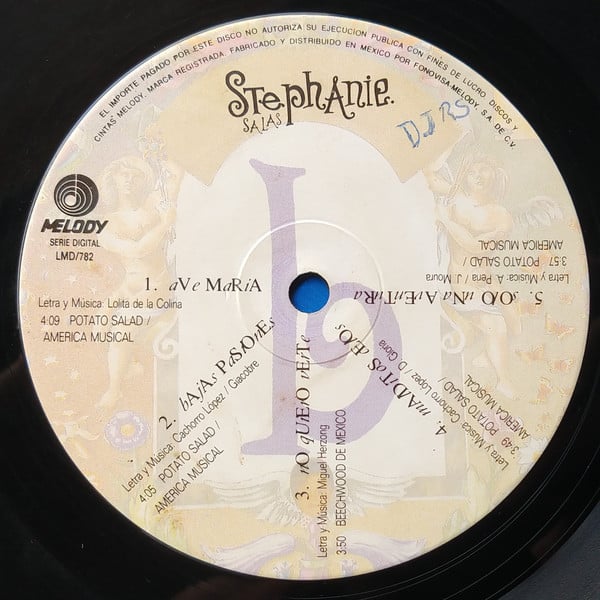 EL IMPORTE PAGADO POR ESTE DISCO NO AUTORIZA SU EJECUCION PUBLICA CON FINES DE LUCRO. DISCOS Y
CINTAS MELODY. MARCA REGISTRADA. FABRICADO Y DISTRIBUIDO EN MEXICO POR FONOVISA-MELODY, S.A. DE C.V.
STePhANie.
SALAS
DJ RS
MELODY
SERIE DIGITAL
LMD/782
b
1. aVe MaRiA
Letra y Música: Lolita de la Colina
4:09 POTATO SALAD /
AMERICA MUSICAL
2. bAjAs PaSIOnEs
Letra y Música: Cachorro López / Giacobre
4:05 POTATO SALAD /
AMERICA MUSICAL
3. nO qUiErO vErTe
Letra y Música: Miguel Herzong
3:50 BEECHWOOD DE MEXICO
4. mALDiToS cELOs
Letra y Música Cachorro López / D. Gloria
3:49 POTATO SALAD /
AMERICA MUSICAL
5. sOlO uNa AvEnTuRa
Letra y Música: A. Pena / J. Moura
3:57 POTATO SALAD /
AMERICA MUSICAL